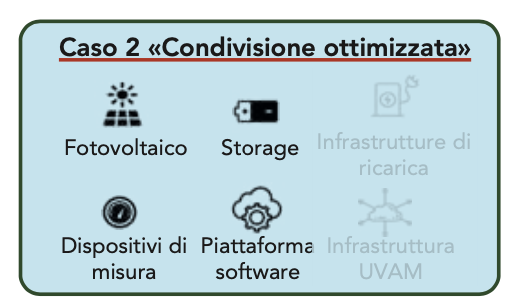 Caso 2 «Condivisione ottimizzata»
Fotovoltaico
Storage
Infrastrutture di
ricarica
Dispositivi di
misura
Piattaforma
software
Infrastruttura
UVAM